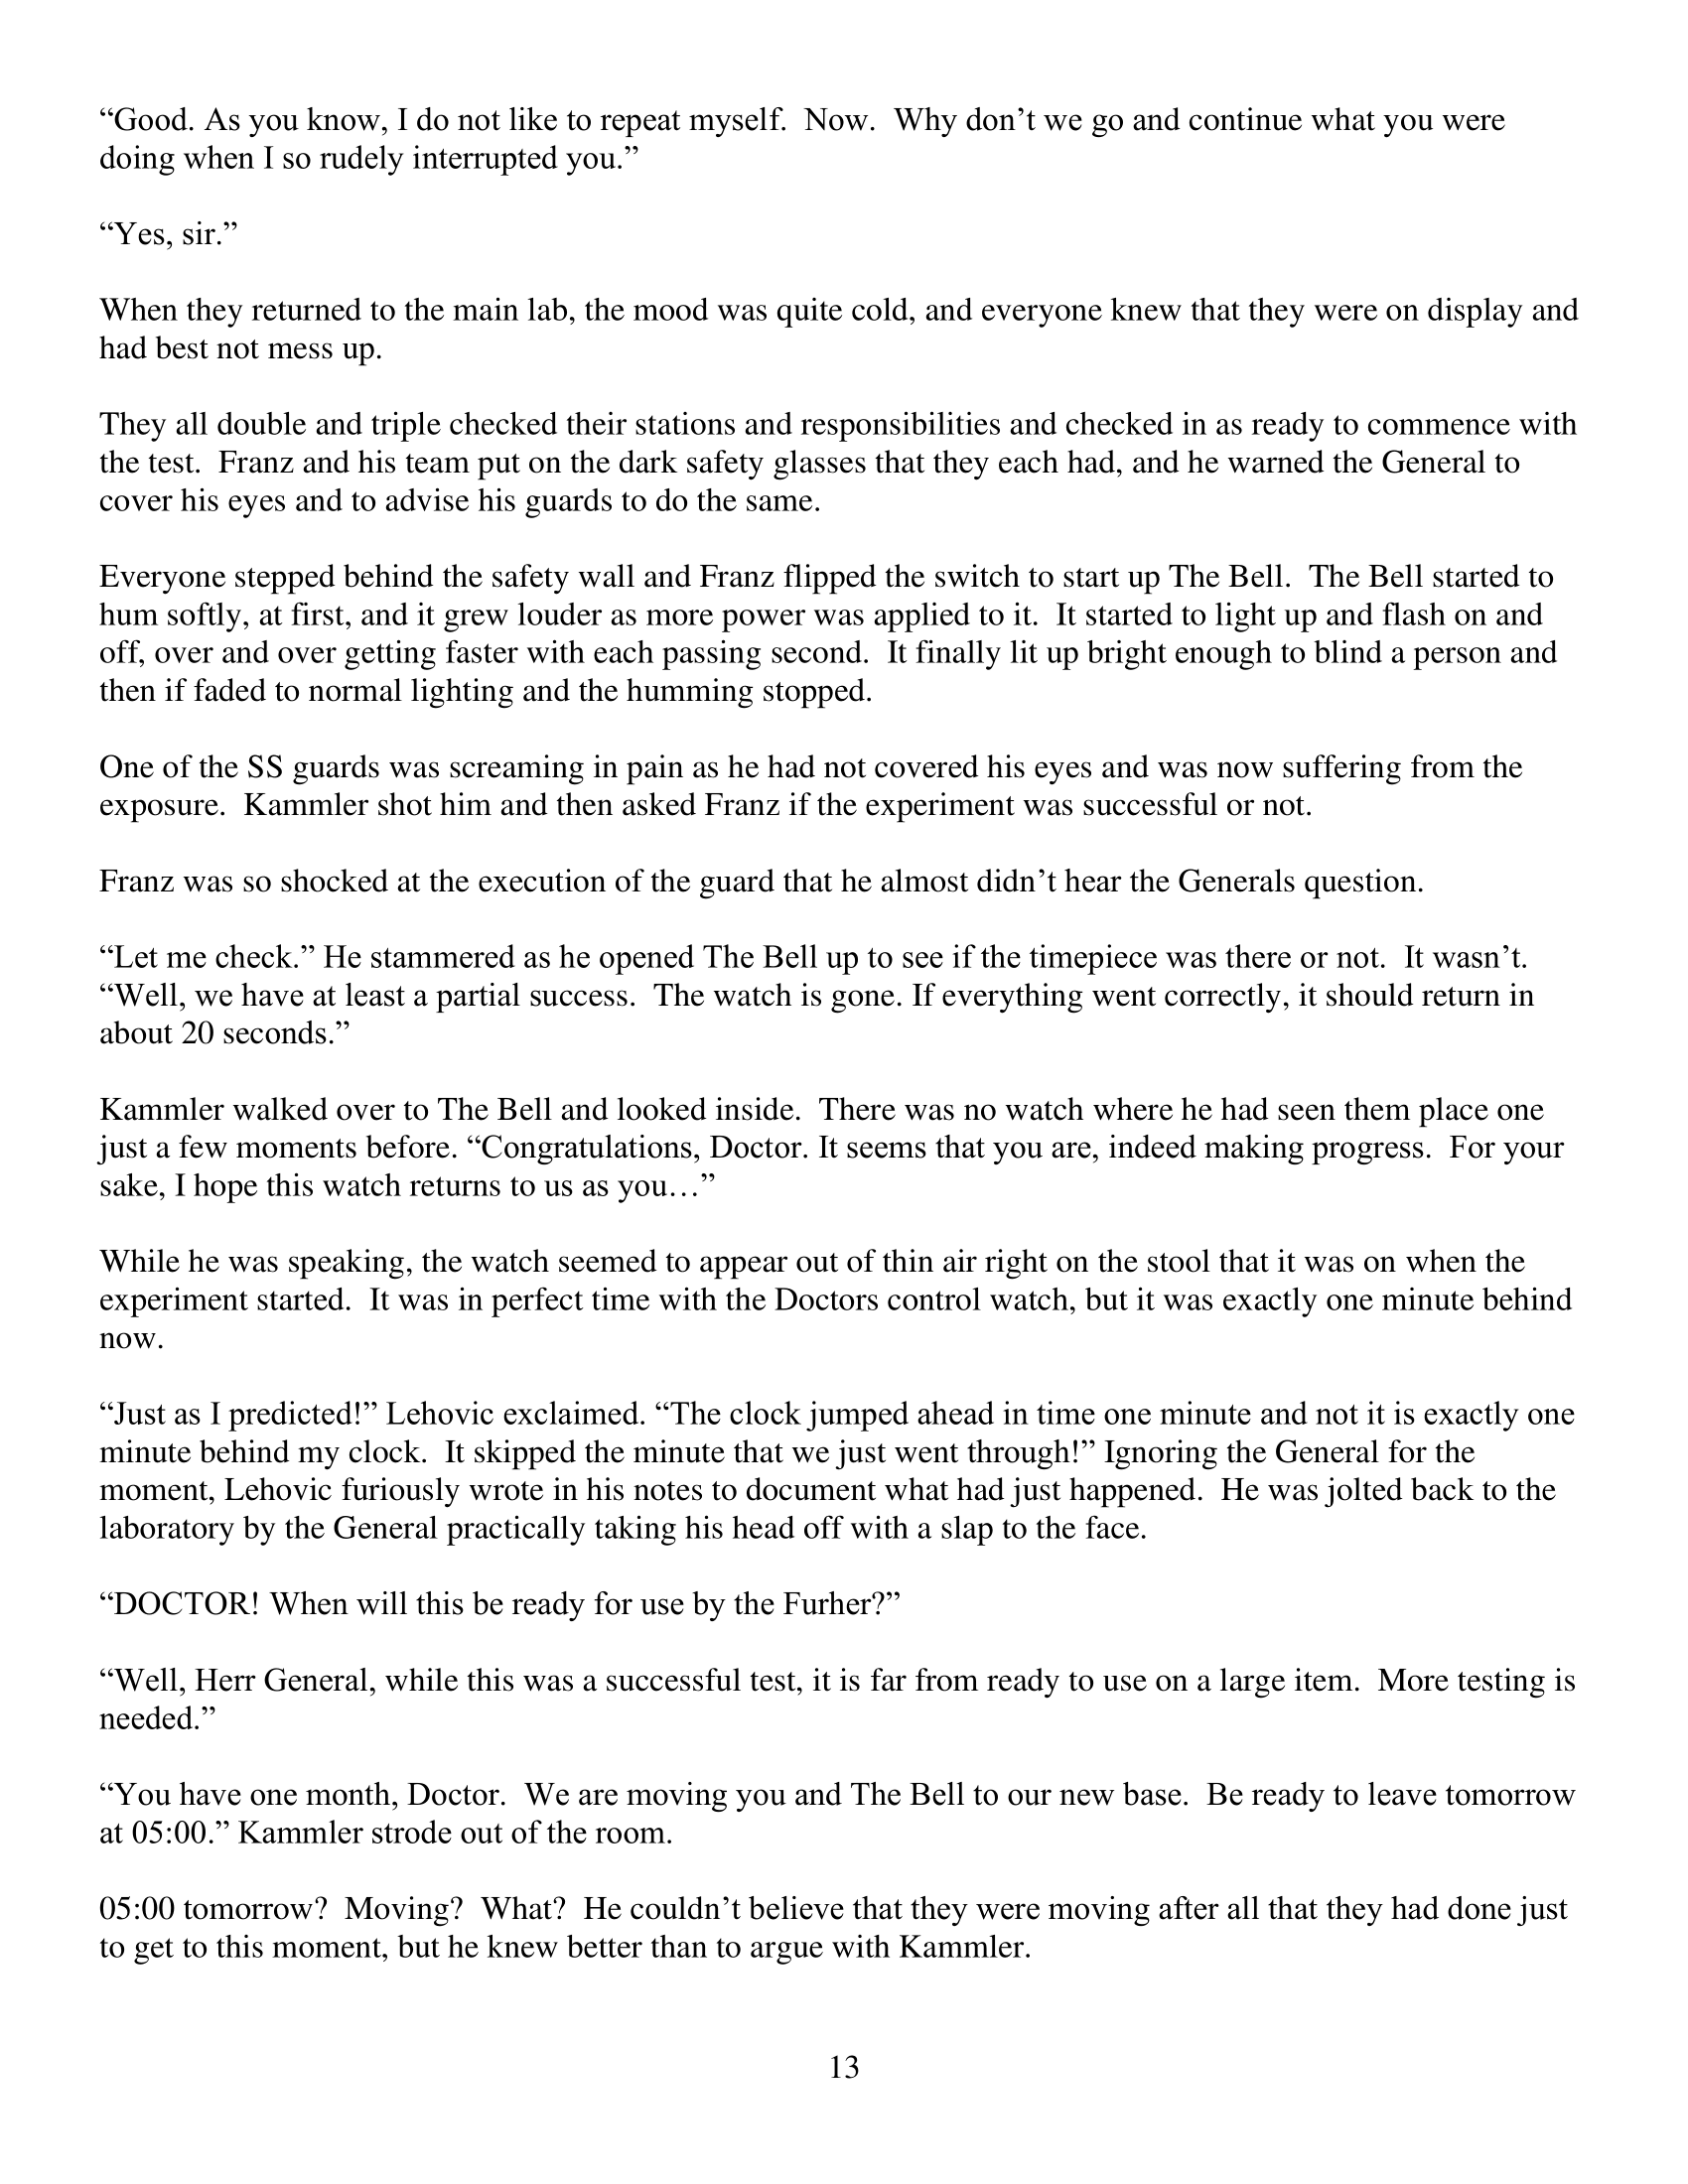 “Good. As you know, I do not like to repeat myself.  Now.  Why don’t we go and continue what you were
doing when I so rudely interrupted you.”
“Yes, sir.”
When they returned to the main lab, the mood was quite cold, and everyone knew that they were on display and
had best not mess up.
They all double and triple checked their stations and responsibilities and checked in as ready to commence with
the test.  Franz and his team put on the dark safety glasses that they each had, and he warned the General to
cover his eyes and to advise his guards to do the same.
Everyone stepped behind the safety wall and Franz flipped the switch to start up The Bell.  The Bell started to
hum softly, at first, and it grew louder as more power was applied to it.  It started to light up and flash on and
off, over and over getting faster with each passing second.  It finally lit up bright enough to blind a person and
then if faded to normal lighting and the humming stopped.
One of the SS guards was screaming in pain as he had not covered his eyes and was now suffering from the
exposure.  Kammler shot him and then asked Franz if the experiment was successful or not.
Franz was so shocked at the execution of the guard that he almost didn’t hear the Generals question.
“Let me check.” He stammered as he opened The Bell up to see if the timepiece was there or not.  It wasn’t.
“Well, we have at least a partial success.  The watch is gone. If everything went correctly, it should return in
about 20 seconds.”
Kammler walked over to The Bell and looked inside.  There was no watch where he had seen them place one
just a few moments before. “Congratulations, Doctor. It seems that you are, indeed making progress.  For your
sake, I hope this watch returns to us as you…”
While he was speaking, the watch seemed to appear out of thin air right on the stool that it was on when the
experiment started.  It was in perfect time with the Doctors control watch, but it was exactly one minute behind
now.
“Just as I predicted!” Lehovic exclaimed. “The clock jumped ahead in time one minute and not it is exactly one
minute behind my clock.  It skipped the minute that we just went through!” Ignoring the General for the
moment, Lehovic furiously wrote in his notes to document what had just happened.  He was jolted back to the
laboratory by the General practically taking his head off with a slap to the face.
“DOCTOR! When will this be ready for use by the Furher?”
“Well, Herr General, while this was a successful test, it is far from ready to use on a large item.  More testing is
needed.”
“You have one month, Doctor.  We are moving you and The Bell to our new base.  Be ready to leave tomorrow
at 05:00.” Kammler strode out of the room.
05:00 tomorrow?  Moving?  What?  He couldn’t believe that they were moving after all that they had done just
to get to this moment, but he knew better than to argue with Kammler.
13